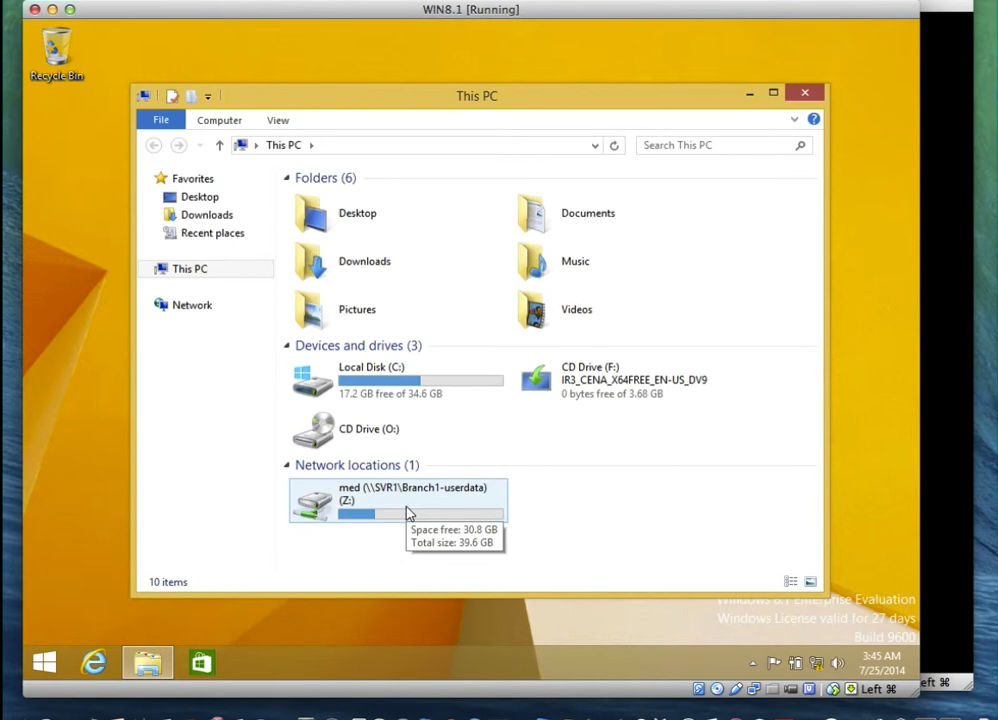 WIN8.1 [Running]
Recycle Bin
This PC
File
Computer
View
This PC
Search This PC
Favorites
Desktop
Downloads
Recent places
This PC
Network
Folders (6)
Desktop
Documents
Downloads
Music
Pictures
Videos
Devices and drives (3)
Local Disk (C:)
17.2 GB free of 34.6 GB
CD Drive (F:)
IR3_CENA_X64FREE_EN-US_DV9
0 bytes free of 3.68 GB
CD Drive (O:)
Network locations (1)
med (\\SVR1\Branch1-userdata)
(Z:)
Space free: 30.8 GB
Total size: 39.6 GB
10 items
Windows 8.1 Enterprise Evaluation
Windows License valid for 27 days
Build 9600
3:45 AM
7/25/2014
Left ⌘
eft ⌘